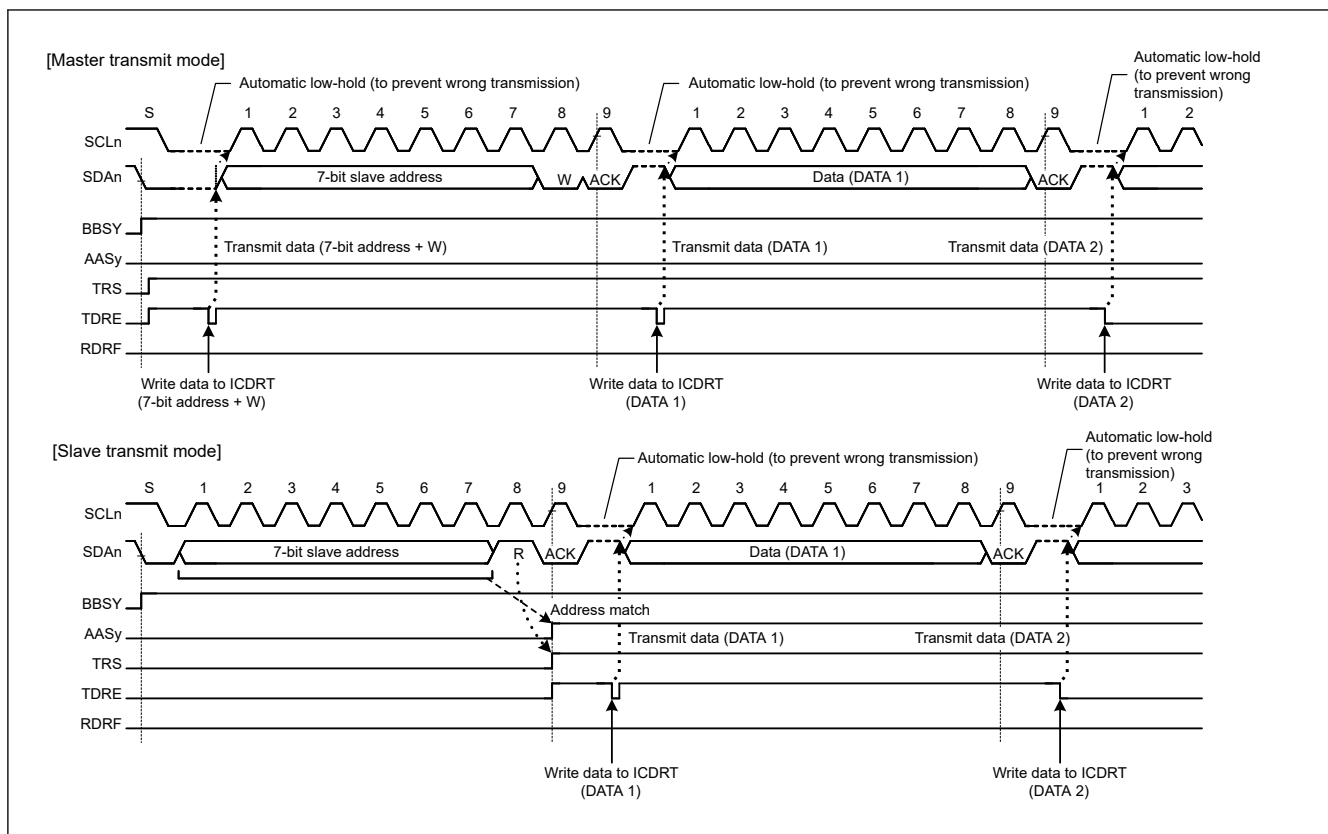 [Master transmit mode]
Automatic low-hold (to prevent wrong transmission)
Automatic low-hold (to prevent wrong transmission)
Automatic low-hold
(to prevent wrong
transmission)
S 1 2 3 4 5 6 7 8 9 1 2 3 4 5 6 7 8 9 1 2
SCLn
SDAn 7-bit slave address W ACK Data (DATA 1) ACK
BBSY
Transmit data (7-bit address + W) Transmit data (DATA 1) Transmit data (DATA 2)
AASy
TRS
TDRE
RDRF
Write data to ICDRT
(7-bit address + W)
Write data to ICDRT
(DATA 1)
Write data to ICDRT
(DATA 2)
[Slave transmit mode]
Automatic low-hold (to prevent wrong transmission)
Automatic low-hold
(to prevent wrong
transmission)
S 1 2 3 4 5 6 7 8 9 1 2 3 4 5 6 7 8 9 1 2 3
SCLn
SDAn 7-bit slave address R ACK Data (DATA 1) ACK
BBSY
Address match
AASy
Transmit data (DATA 1) Transmit data (DATA 2)
TRS
TDRE
RDRF
Write data to ICDRT
(DATA 1)
Write data to ICDRT
(DATA 2)